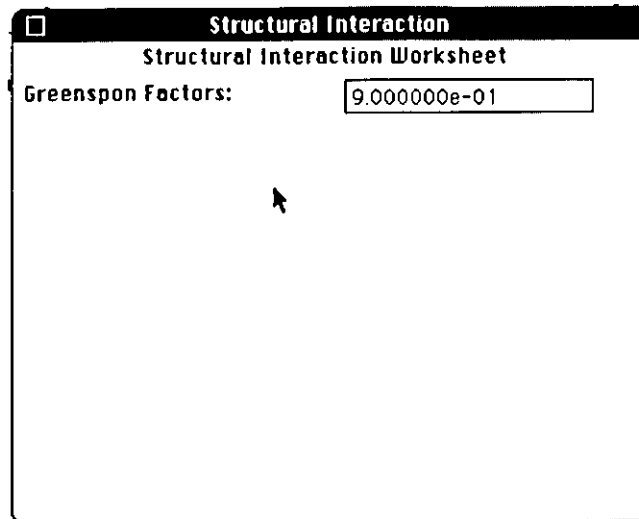 Structural Interaction
Structural Interaction Worksheet
Greenspon Factors: 9.000000e-01